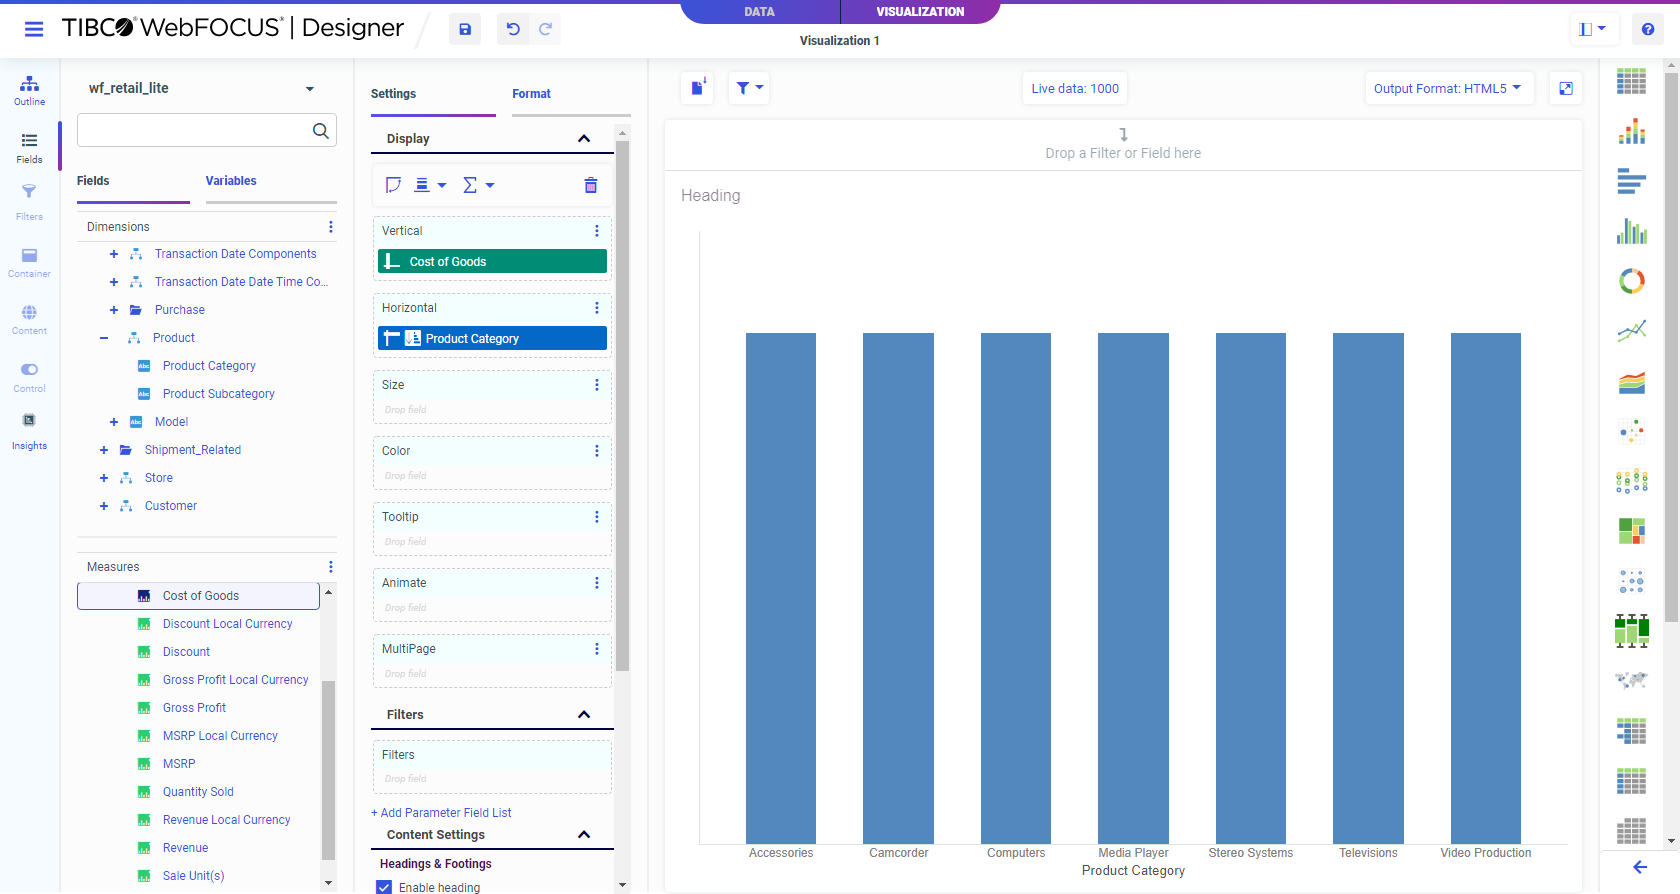 TIBCO WebFOCUS® | Designer
DATA
VISUALIZATION
Visualization 1
Outline
Fields
Filters
Container
Content
Control
Insights
wf_retail_lite
Fields
Variables
Dimensions
Transaction Date Components
Transaction Date Date Time Co...
Purchase
Product
Abc Product Category
Abc Product Subcategory
Abc Model
Shipment_Related
Store
Customer
Measures
Cost of Goods
Discount Local Currency
Discount
Gross Profit Local Currency
Gross Profit
MSRP Local Currency
MSRP
Quantity Sold
Revenue Local Currency
Revenue
Sale Unit(s)
Settings
Format
Display
Vertical
Cost of Goods
Horizontal
Product Category
Size
Drop field
Color
Drop field
Tooltip
Drop field
Animate
Drop field
MultiPage
Drop field
Filters
Filters
Drop field
+ Add Parameter Field List
Content Settings
Headings & Footings
Enable heading
Live data: 1000
Output Format: HTML5
Drop a Filter or Field here
Heading
Accessories
Camcorder
Computers
Media Player
Stereo Systems
Televisions
Video Production
Product Category